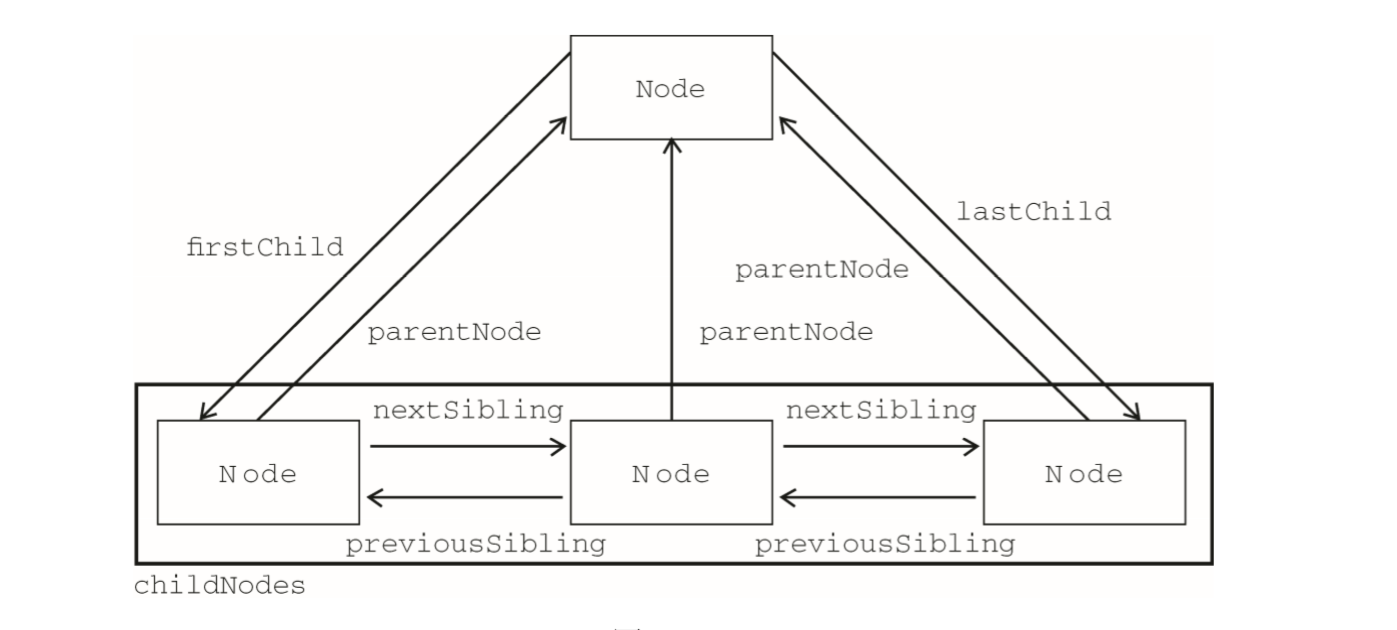 Node
lastChild
firstChild
parentNode
parentNode
parentNode
nextSibling
nextSibling
Node
Node
Node
previousSibling
previousSibling
childNodes